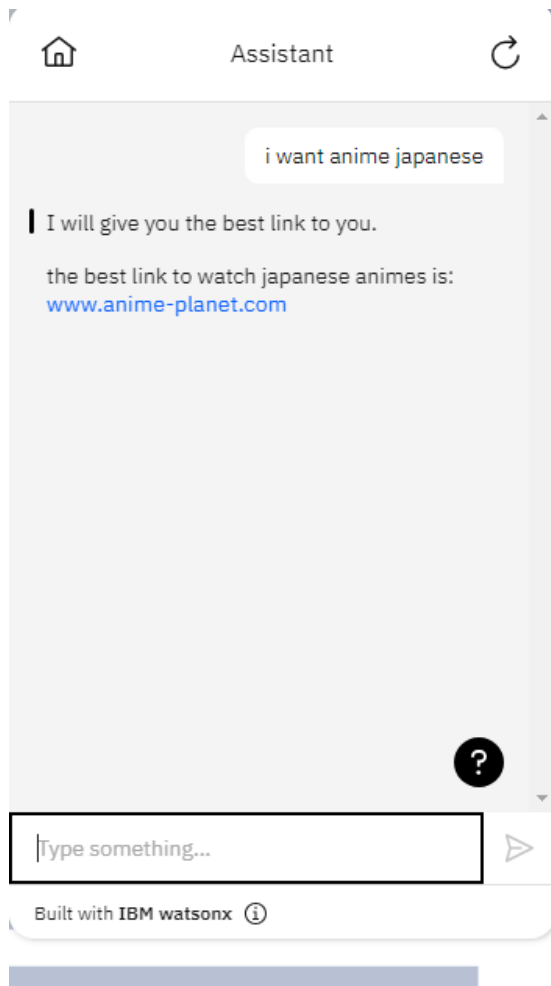 Assistant
i want anime japanese
I will give you the best link to you.
the best link to watch japanese animes is:
www.anime-planet.com
?
Type something...
Built with IBM watsonx